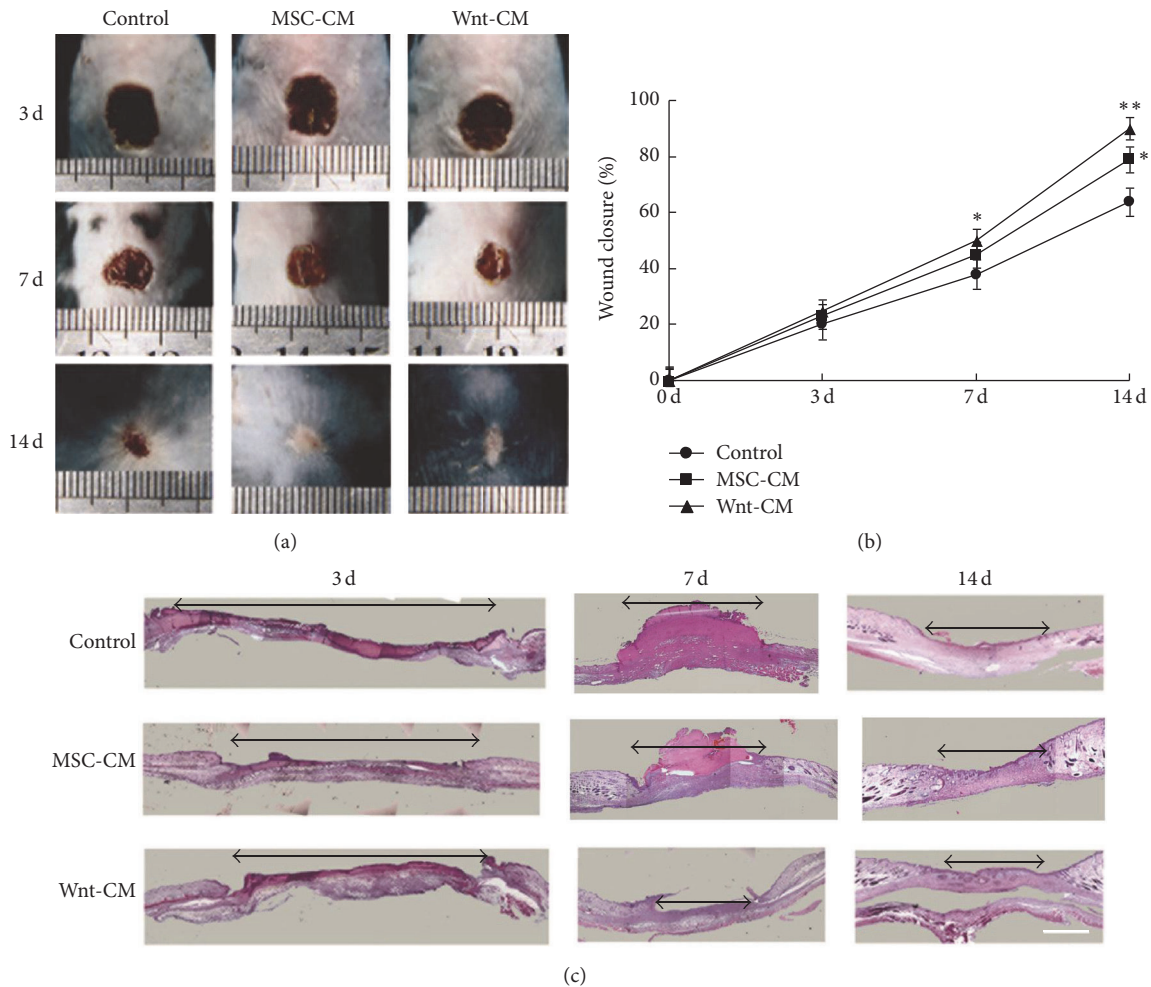 Control MSC-CM Wnt-CM
3 d
7 d
14 d
100
80
60
40
20
0
Wound closure (%)
**
*
*
0 d 3 d 7 d 14 d
Control
MSC-CM
Wnt-CM
(a)
(b)
3 d 7 d 14 d
Control
MSC-CM
Wnt-CM
(c)